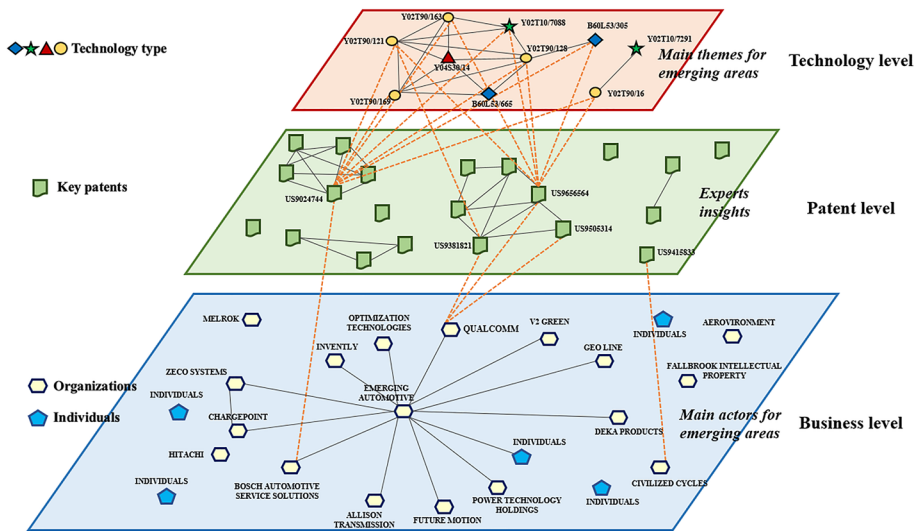 Y02T90/163
Y02T10/7088
B60L53/305
Y02T10/7291
Y02T90/121
Y02T90/128
Technology type
Main themes for
emerging areas
Technology level
Y04S30/14
Y02T90/169
B60L53/665
Y02T90/16
Key patents
US9024744
US9656564
Experts
insights
Patent level
US9505314
US9381821
US9415833
MELROK
OPTIMIZATION
TECHNOLOGIES
QUALCOMM
V2 GREEN
INDIVIDUALS
AEROVIRONMENT
INVENTLY
GEO LINE
ZECO SYSTEMS
FALLBROOK INTELLECTUAL
PROPERTY
Organizations
EMERGING
AUTOMOTIVE
INDIVIDUALS
Individuals
CHARGEPOINT
DEKA PRODUCTS
Main actors for
emerging areas
Business level
HITACHI
INDIVIDUALS
INDIVIDUALS
BOSCH AUTOMOTIVE
SERVICE SOLUTIONS
CIVILIZED CYCLES
POWER TECHNOLOGY
HOLDINGS
INDIVIDUALS
ALLISON
TRANSMISSION
FUTURE MOTION